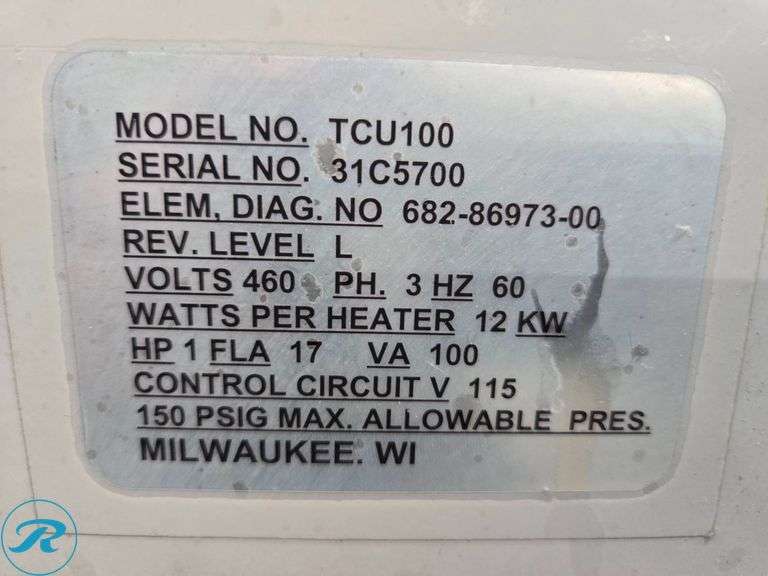 MODEL NO. TCU100
SERIAL NO. 31C5700
ELEM, DIAG. NO 682-86973-00
REV. LEVEL L
VOLTS 460 PH. 3 HZ 60
WATTS PER HEATER 12 KW
HP 1 FLA 17 VA 100
CONTROL CIRCUIT V 115
150 PSIG MAX. ALLOWABLE PRES.
MILWAUKEE. WI
R